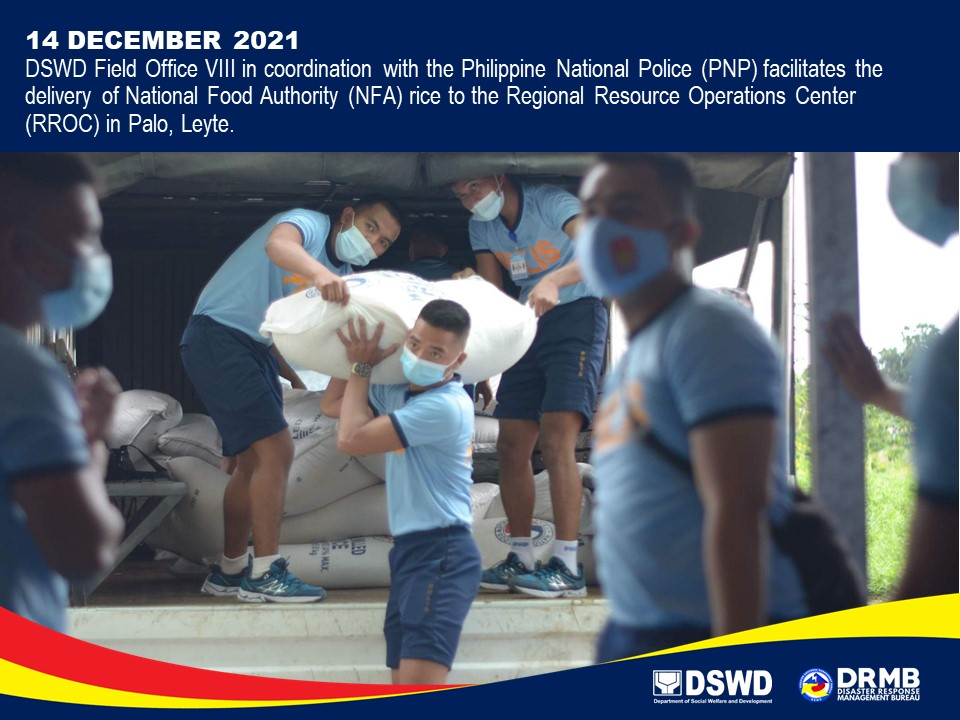 14 DECEMBER 2021
DSWD Field Office VIII in coordination with the Philippine National Police (PNP) facilitates the
delivery of National Food Authority (NFA) rice to the Regional Resource Operations Center
(RROC) in Palo, Leyte.
DSWD
Department of Social Welfare and Development
DRMB
DISASTER RESPONSE
MANAGEMENT BUREAU